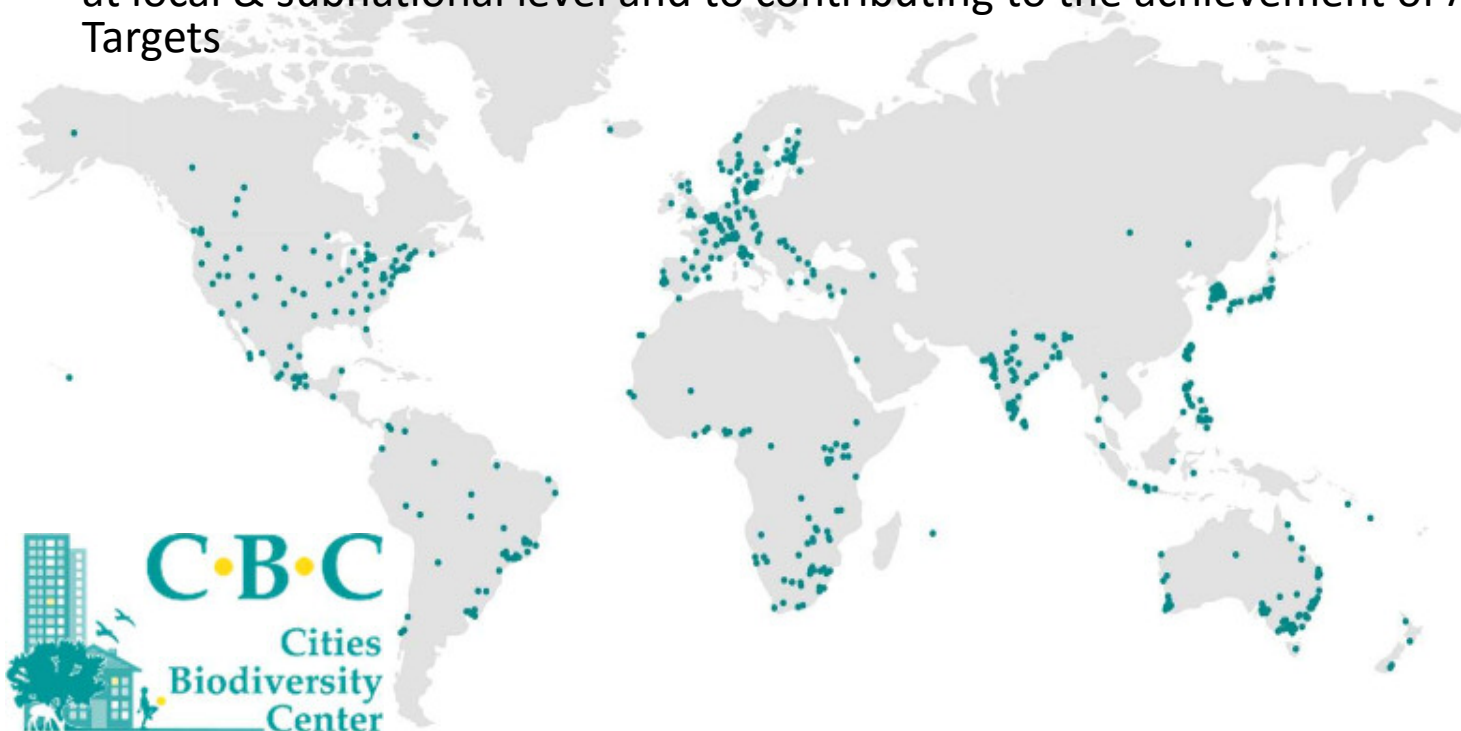 at local & subnational level and to contributing to the achievement of
Targets
C·B·C
Cities
Biodiversity
Center